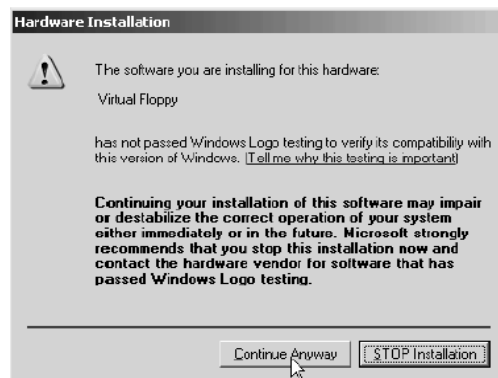 Hardware Installation
The software you are installing for this hardware:
Virtual Floppy
has not passed Windows Logo testing to verify its compatibility with
this version of Windows. (Tell me why this testing is important)
Continuing your installation of this software may impair
or destabilize the correct operation of your system
either immediately or in the future. Microsoft strongly
recommends that you stop this installation now and
contact the hardware vendor for software that has
passed Windows Logo testing.
Continue Anyway STOP Installation